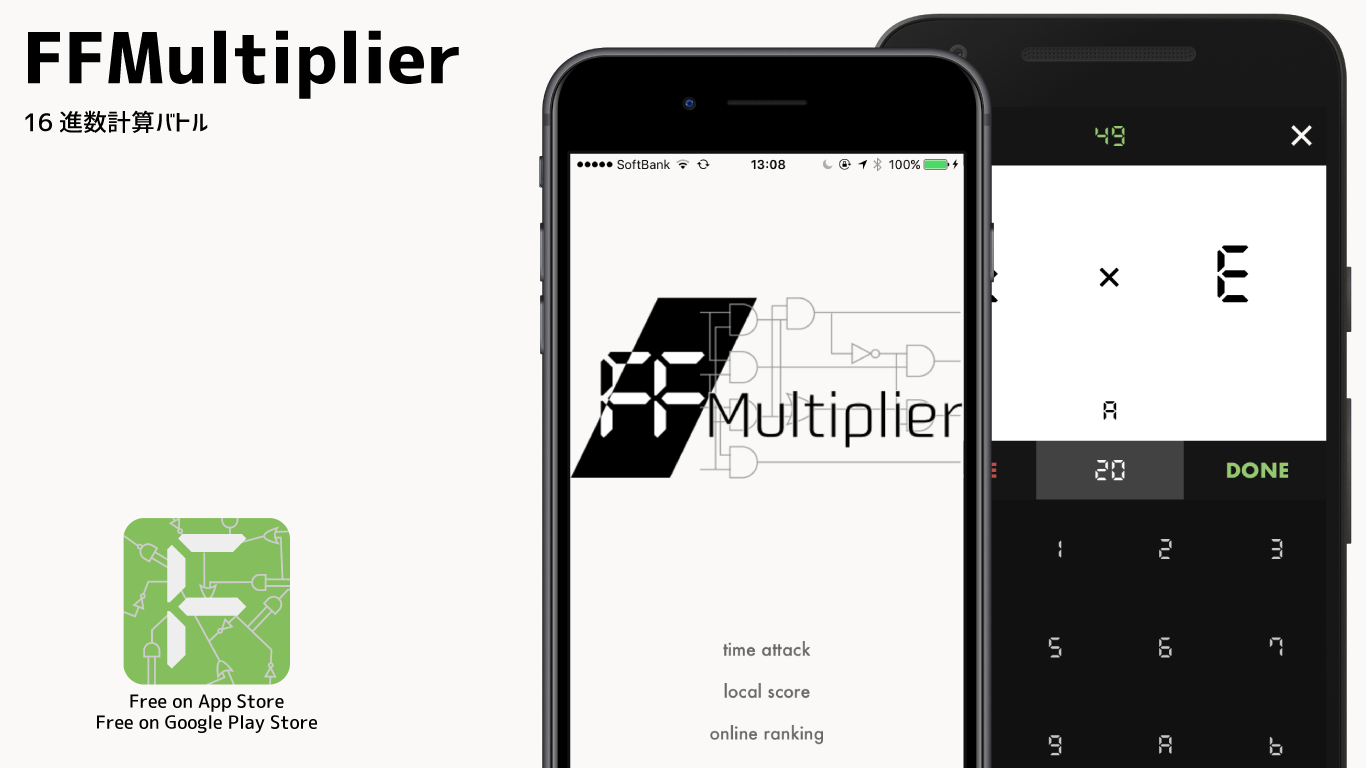 FFMultiplier
16 進数計算ﾊﾞﾄﾙ
SoftBank 13:08 100%
FF Multiplier
time attack
local score
online ranking
49 ×
× E
A
20 DONE
1 2 3
5 6 7
9 A b
Free on App Store
Free on Google Play Store